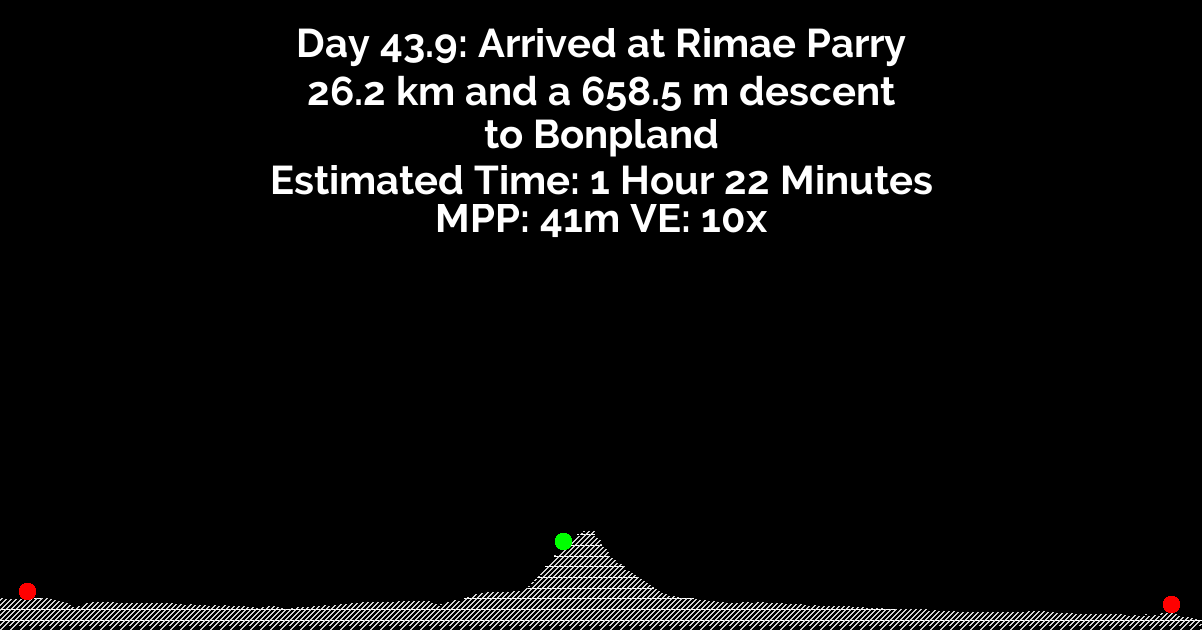 Day 43.9: Arrived at Rimae Parry
26.2 km and a 658.5 m descent
to Bonpland
Estimated Time: 1 Hour 22 Minutes
MPP: 41m VE: 10x